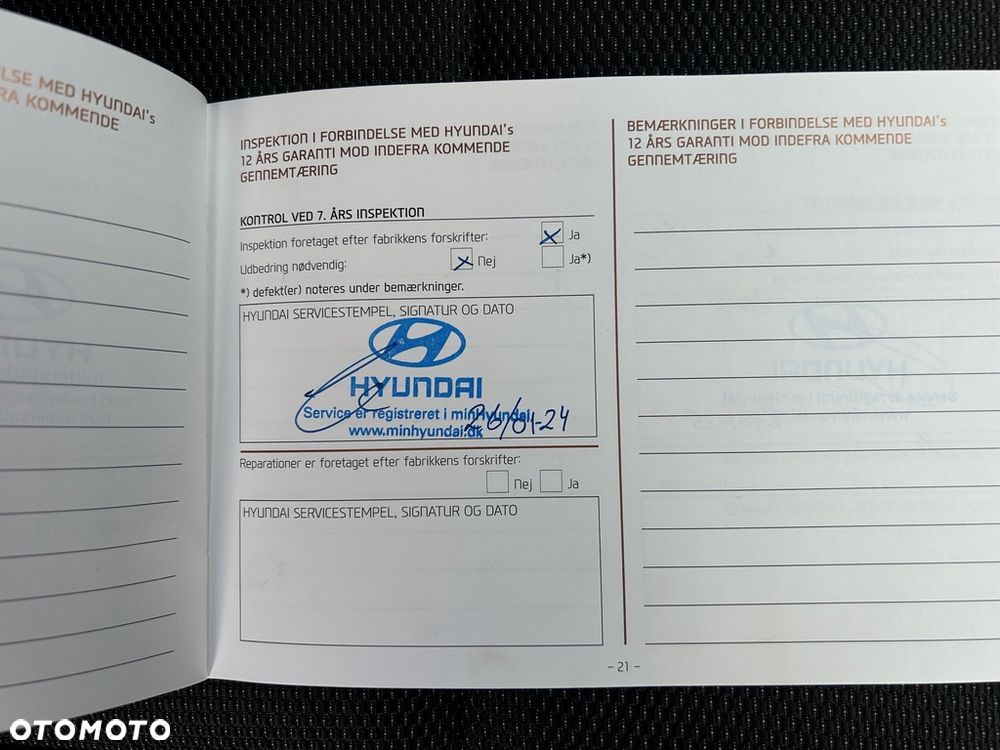 ELSE MED HYUNDAI's
RA KOMMENDE
INSPEKTION I FORBINDELSE MED HYUNDAI's
12 ÅRS GARANTI MOD INDEFRA KOMMENDE
GENNEMTÆRING
KONTROL VED 7. ÅRS INSPEKTION
Inspektion foretaget efter fabrikkens forskrifter: x Ja
Udbedring nødvendig: x Nej Ja*)
*) defekt(er) noteres under bemærkninger.
HYUNDAI SERVICESTEMPEL, SIGNATUR OG DATO
HYUNDAI
Service er registreret i minHyundai
www.minhyundai.dk
26/01-24
Reparationer er foretaget efter fabrikkens forskrifter:
Nej Ja
HYUNDAI SERVICESTEMPEL, SIGNATUR OG DATO
BEMÆRKNINGER I FORBINDELSE MED HYUNDAI's
12 ÅRS GARANTI MOD INDEFRA KOMMENDE
GENNEMTÆRING
- 21 -
OTOMOTO